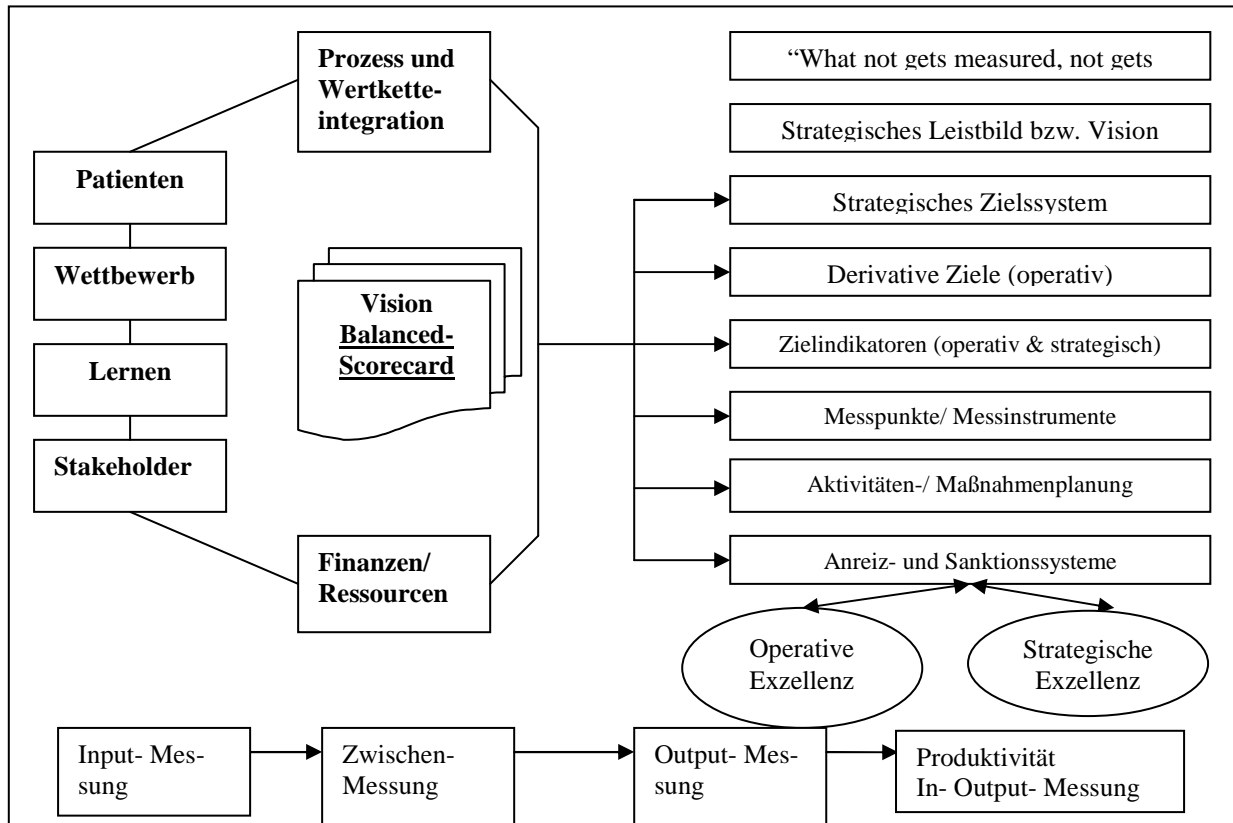 Prozess und
Wertkette-
integration
Patienten
Wettbewerb
Lernen
Stakeholder
Vision
Balanced-
Scorecard
Finanzen/
Ressourcen
“What not gets measured, not gets
Strategisches Leistbild bzw. Vision
Strategisches Zielssystem
Derivative Ziele (operativ)
Zielindikatoren (operativ & strategisch)
Messpunkte/ Messinstrumente
Aktivitäten-/ Maßnahmenplanung
Anreiz- und Sanktionssysteme
Operative
Exzellenz
Strategische
Exzellenz
Input- Mes-
sung
Zwischen-
Messung
Output- Mes-
sung
Produktivität
In- Output- Messung